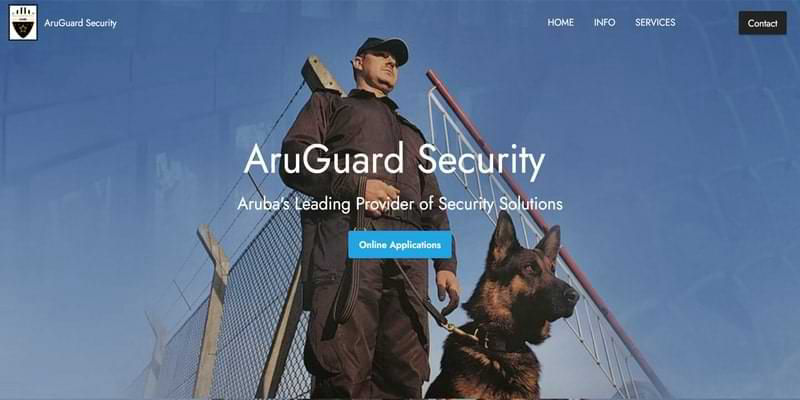 AruGuard Security
HOME INFO SERVICES
Contact
AruGuard Security
Aruba's Leading Provider of Security Solutions
Online Applications